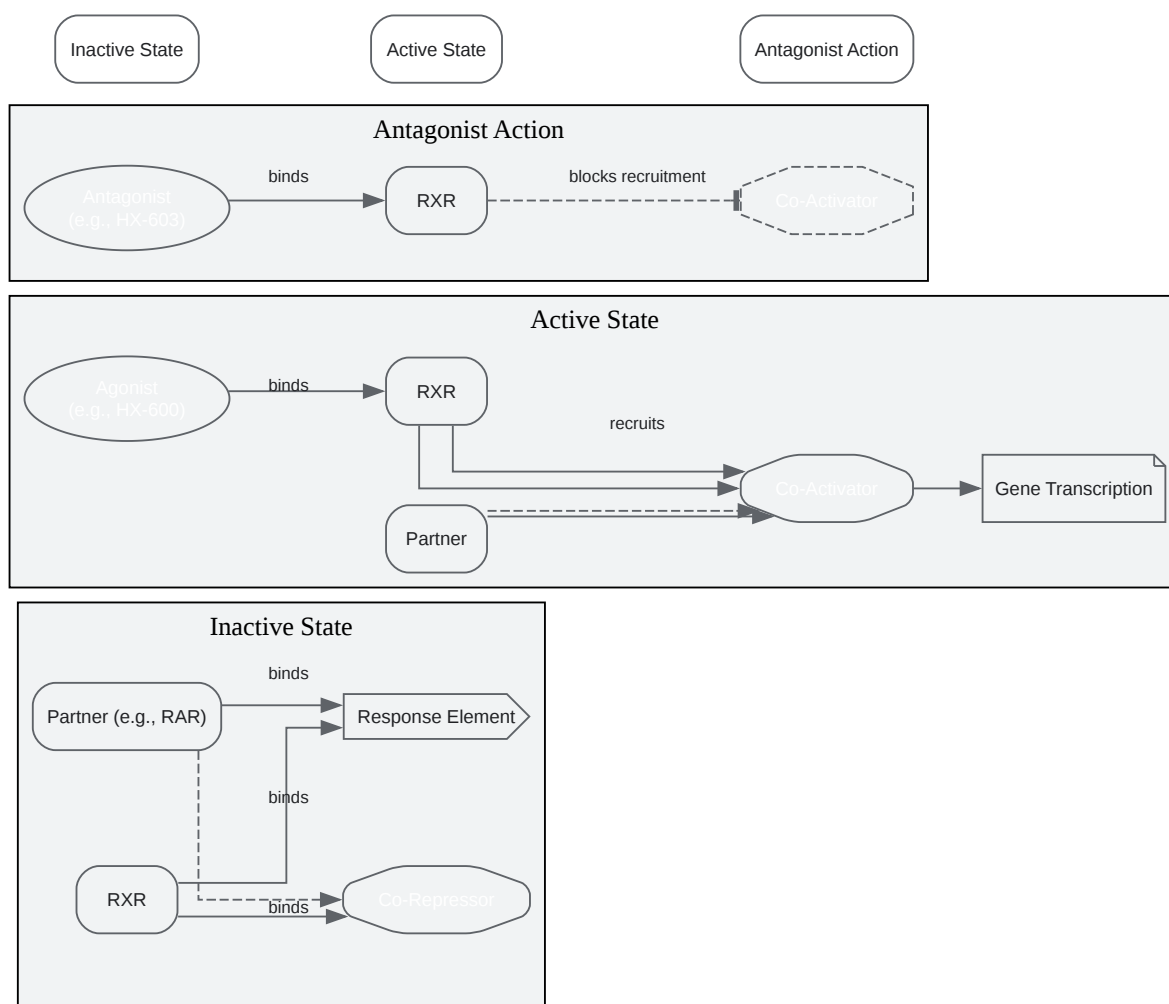 Inactive State
Active State
Antagonist Action
Antagonist Action
Antagonist
(e.g., HX-603)
binds
RXR
blocks recruitment
Co-Activator
Active State
Agonist
(e.g., HX-600)
binds
RXR
recruits
Co-Activator
Gene Transcription
Partner
Inactive State
Partner (e.g., RAR)
binds
Response Element
binds
RXR
binds
Co-Repressor